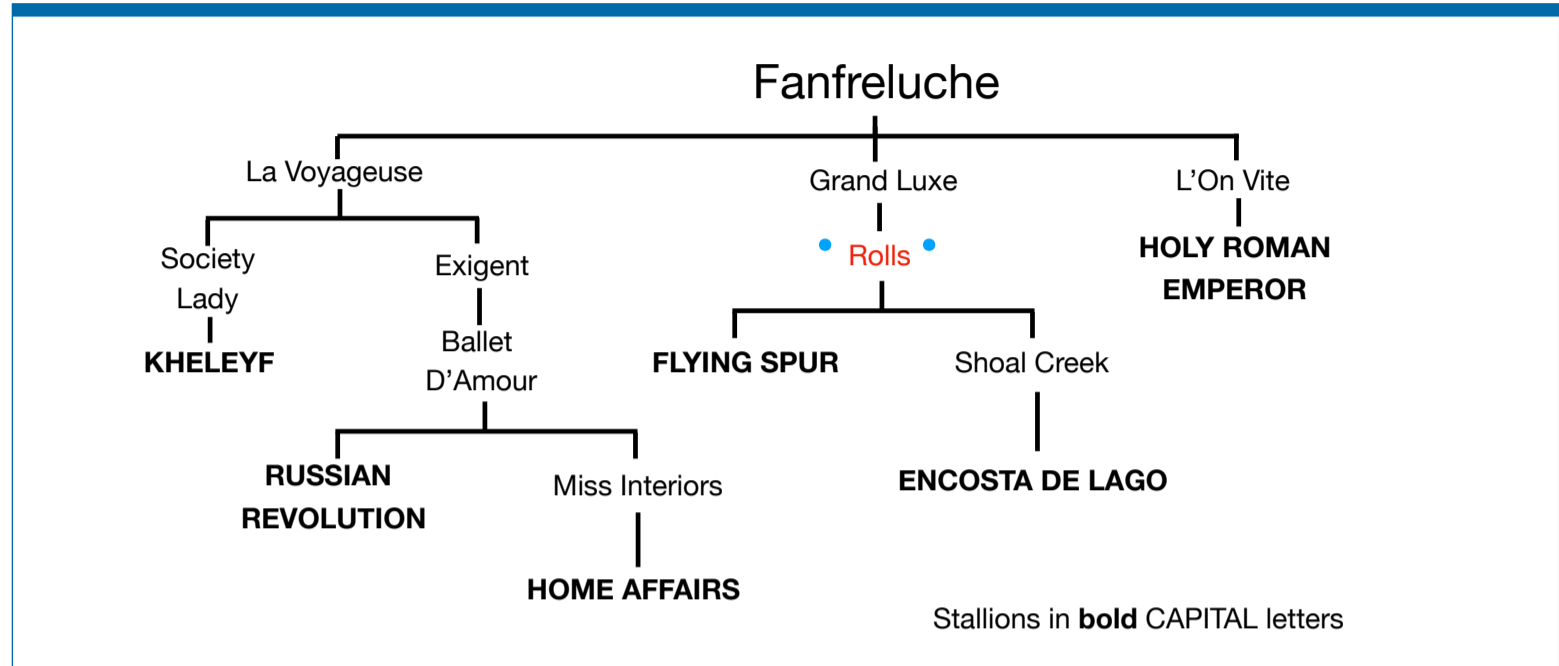 Fanfreluche
La Voyageuse
Grand Luxe
L’On Vite
Society
Lady
Exigent
• Rolls •
HOLY ROMAN
EMPEROR
KHELEYF
Ballet
D’Amour
FLYING SPUR
Shoal Creek
RUSSIAN
REVOLUTION
Miss Interiors
ENCOSTA DE LAGO
HOME AFFAIRS
Stallions in bold CAPITAL letters